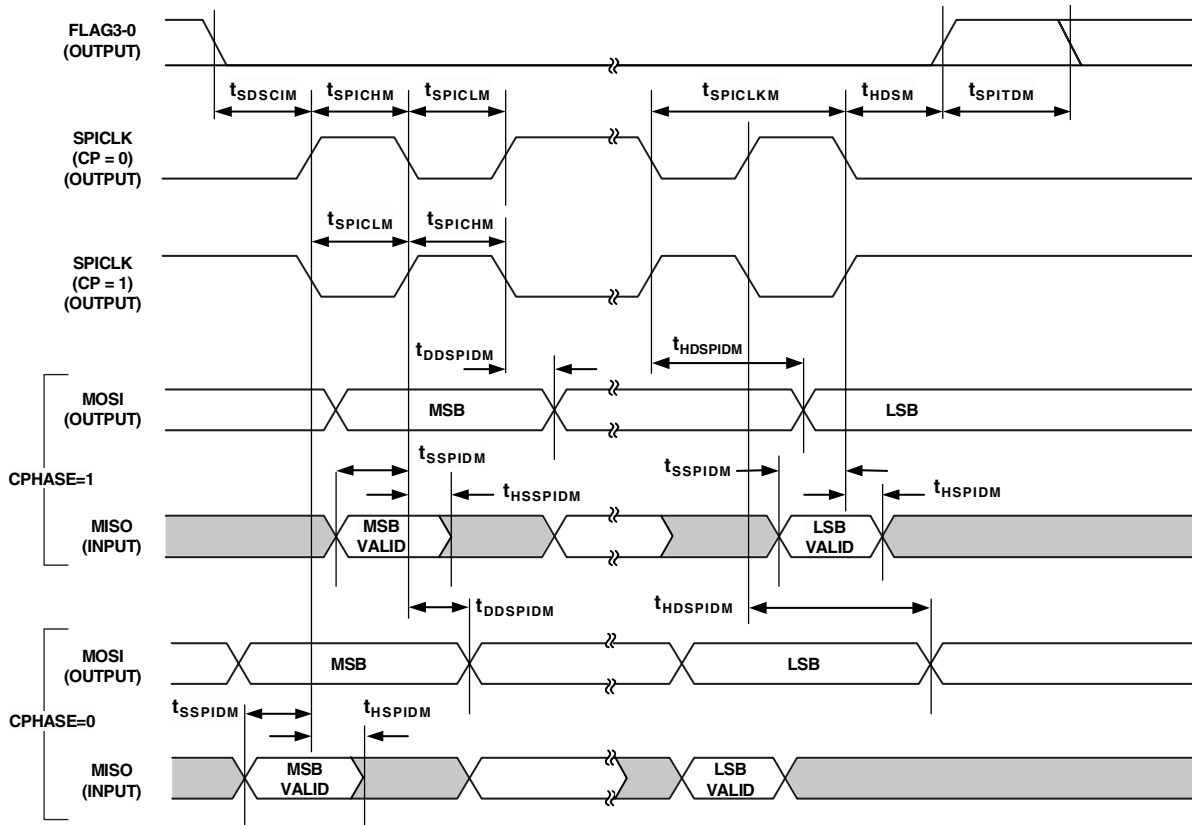 FLAG3-0
(OUTPUT)
tSDSCIM
tSPICHM
tSPICLM
tSPICLKM
tHDSM
tSPITDM
SPICLK
(CP = 0)
(OUTPUT)
tSPICLM
tSPICHM
SPICLK
(CP = 1)
(OUTPUT)
tDDSPIDM
tHDSPIDM
CPHASE=1
MOSI
(OUTPUT)
MSB
LSB
tSSPIDM
tHSSPIDM
tSSPIDM
tHSPIDM
MISO
(INPUT)
MSB
VALID
LSB
VALID
tDDSPIDM
tHDSPIDM
CPHASE=0
MOSI
(OUTPUT)
MSB
LSB
tSSPIDM
tHSPIDM
MISO
(INPUT)
MSB
VALID
LSB
VALID